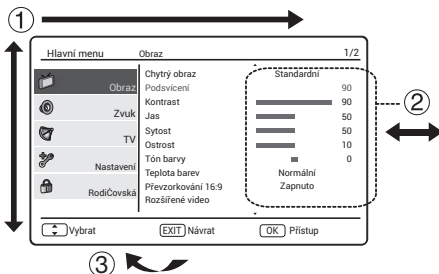 1
Hlavní menu Obraz 1/2
Obraz
Zvuk
TV
Nastavení
RodiČovská
Chytrý obraz Standardní
Podsvícení 90
Kontrast 90
Jas 50
Sytost 50
Ostrost 10
Tón barvy 0
Teplota barev Normální
Převzorkování 16:9 Zapnuto
Rozšířené video
2
Vybrat EXIT Návrat OK Přístup
3